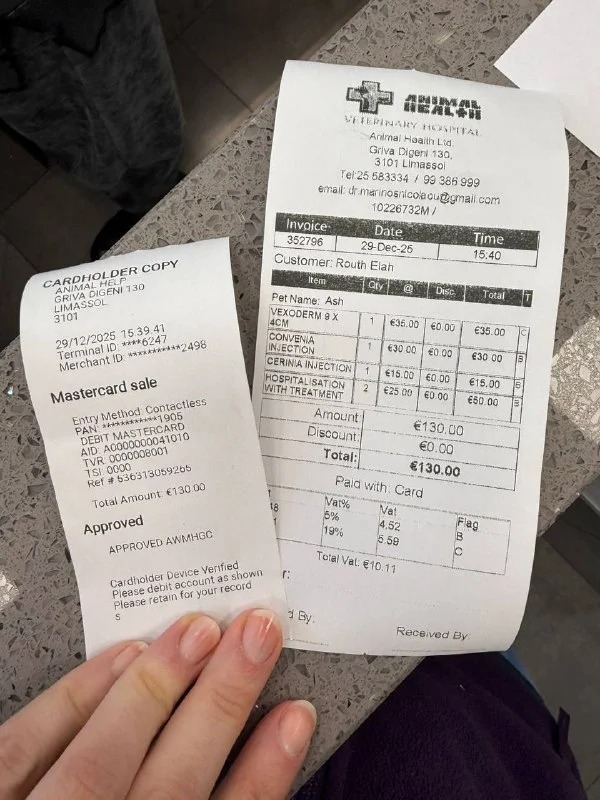 CARDHOLDER COPY
ANIMAL HELP
GRIVA DIGENI 130
LIMASSOL
3101
29/12/2025 15.39.41
Terminal ID. ****6247
Merchant ID: **********2498
Mastercard sale
Entry Method: Contactless
PAN: ************1905
DEBIT MASTERCARD
AID: A0000000041010
TVR: 0000008001
TSI: 0000
Ref # 536313059265
Total Amount: €130.00
Approved
APPROVED AWMHGC
Cardholder Device Verified
Please debit account as shown
Please retain for your record
s
ANIMAL
HEALTH
VETERINARY HOSPITAL
Animal Health Ltd
Griva Digeni 130,
3101 Limassol
Tel:25 583334 / 99 386 999
email: dr.marinosnicolaou@gmail.com
10226732M /
Invoice Date Time
352796 29-Dec-25 15:40
Customer: Routh Elah
Item Qty @ Disc Total T
Pet Name: Ash
VEXODERM 9 X 4CM 1 €35.00 €0.00 €35.00 C
CONVENIA INJECTION 1 €30.00 €0.00 €30.00 B
CERINIA INJECTION 1 €15.00 €0.00 €15.00 B
HOSPITALISATION WITH TREATMENT 2 €25.00 €0.00 €50.00 B
Amount: €130.00
Discount: €0.00
Total: €130.00
Paid with: Card
Vat% Vat Flag
5% 4.52 B
19% 5.59 C
Total Vat: €10.11
Received By: